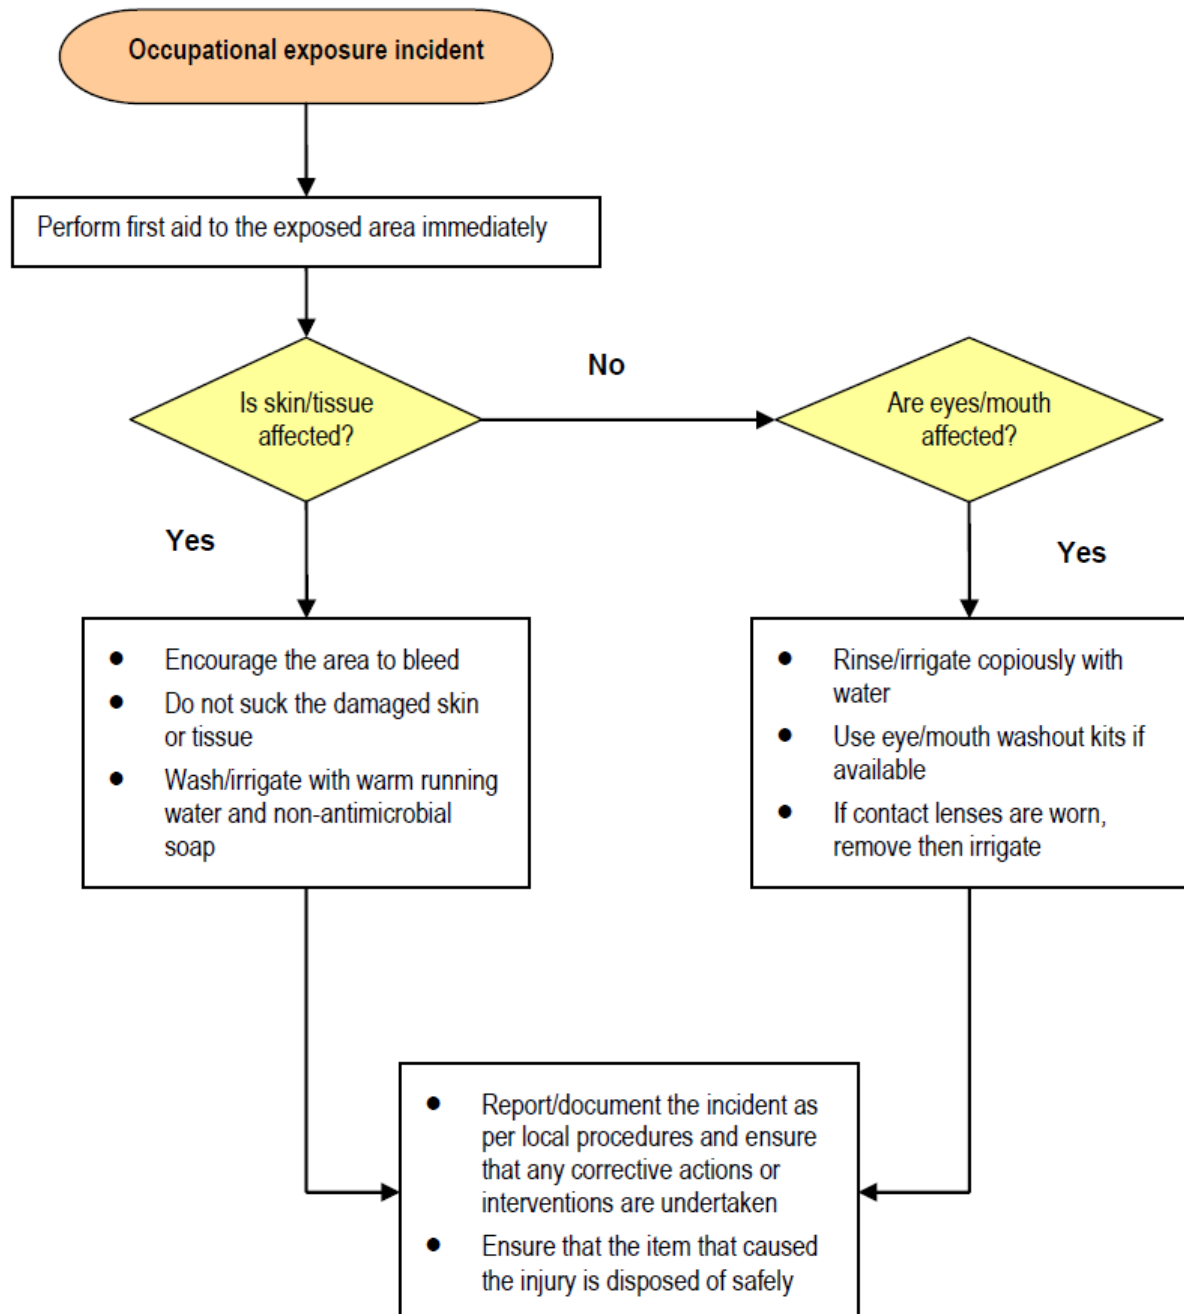 Occupational exposure incident
Perform first aid to the exposed area immediately
Is skin/tissue
affected?
No
Are eyes/mouth
affected?
Yes
Yes
● Encourage the area to bleed
● Do not suck the damaged skin
or tissue
● Wash/irrigate with warm running
water and non-antimicrobial
soap
● Rinse/irrigate copiously with
water
● Use eye/mouth washout kits if
available
● If contact lenses are worn,
remove then irrigate
● Report/document the incident as
per local procedures and ensure
that any corrective actions or
interventions are undertaken
● Ensure that the item that caused
the injury is disposed of safely